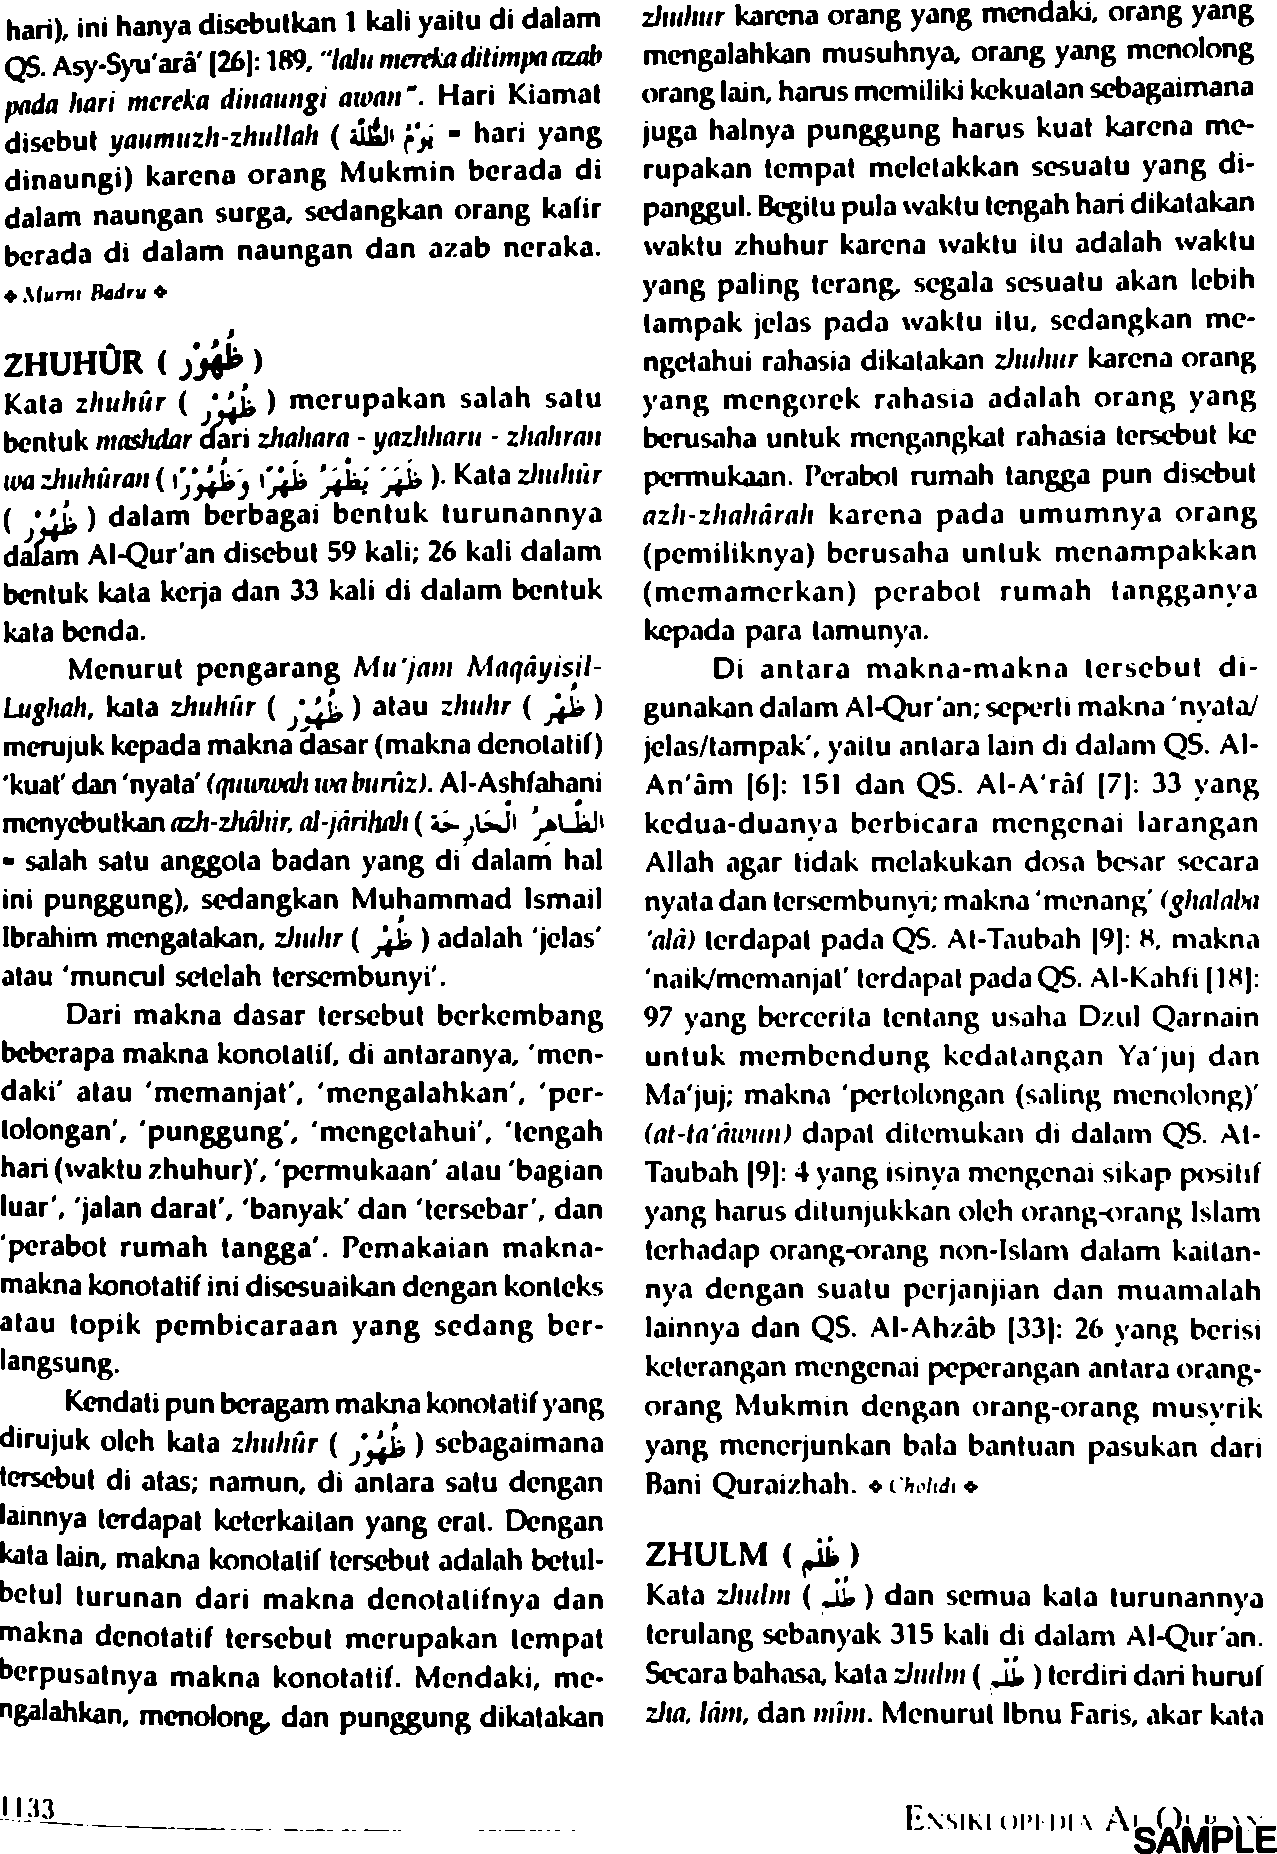 hari), ini hanya disebutkan 1 kali yaitu di dalam
QS. Asy-Syu'arâ' [26]: 189, "lalu mereka ditimpa azab
pada hari mereka dinaungi awan". Hari Kiamat
disebut yaumuzh-zhullah ( يَوْمُ الظُّلَّةِ = hari yang
dinaungi) karena orang Mukmin berada di
dalam naungan surga, sedangkan orang kafir
berada di dalam naungan dan azab neraka.
◆ Murni Badru ◆
ZHUHÛR ( ظُهُوْر )
Kata zhuhûr ( ظُهُوْر ) merupakan salah satu
bentuk mashdar dari zhahara - yazhharu - zhahran
wa zhuhûran ( ظَهَرَ يَظْهَرُ ظَهْرًا وَظُهُوْرًا ). Kata zhuhûr
( ظُهُوْر ) dalam berbagai bentuk turunannya
dalam Al-Qur'an disebut 59 kali; 26 kali dalam
bentuk kata kerja dan 33 kali di dalam bentuk
kata benda.
Menurut pengarang Mu'jam Maqâyisil-
Lughah, kata zhuhûr ( ظُهُوْر ) atau zhuhr ( ظُهْر )
merujuk kepada makna dasar (makna denotatif)
'kuat' dan 'nyata' (quwwah wa burûz). Al-Ashfahani
menyebutkan azh-zhâhir, al-jârihah ( الظَّاهِرُ الْجَارِحَة
= salah satu anggota badan yang di dalam hal
ini punggung), sedangkan Muhammad Ismail
Ibrahim mengatakan, zhuhr ( ظُهْر ) adalah 'jelas'
atau 'muncul setelah tersembunyi'.
Dari makna dasar tersebut berkembang
beberapa makna konotatif, di antaranya, 'men-
daki' atau 'memanjat', 'mengalahkan', 'per-
tolongan', 'punggung', 'mengetahui', 'tengah
hari (waktu zhuhur)', 'permukaan' atau 'bagian
luar', 'jalan darat', 'banyak' dan 'tersebar', dan
'perabot rumah tangga'. Pemakaian makna-
makna konotatif ini disesuaikan dengan konteks
atau topik pembicaraan yang sedang ber-
langsung.
Kendati pun beragam makna konotatif yang
dirujuk oleh kata zhuhûr ( ظُهُوْر ) sebagaimana
tersebut di atas; namun, di antara satu dengan
lainnya terdapat keterkaitan yang erat. Dengan
kata lain, makna konotatif tersebut adalah betul-
betul turunan dari makna denotatifnya dan
makna denotatif tersebut merupakan tempat
berpusatnya makna konotatif. Mendaki, me-
ngalahkan, menolong, dan punggung dikatakan
zhuhur karena orang yang mendaki, orang yang
mengalahkan musuhnya, orang yang menolong
orang lain, harus memiliki kekuatan sebagaimana
juga halnya punggung harus kuat karena me-
rupakan tempat meletakkan sesuatu yang di-
panggul. Begitu pula waktu tengah hari dikatakan
waktu zhuhur karena waktu itu adalah waktu
yang paling terang, segala sesuatu akan lebih
tampak jelas pada waktu itu, sedangkan me-
ngetahui rahasia dikatakan zhuhur karena orang
yang mengorek rahasia adalah orang yang
berusaha untuk mengangkat rahasia tersebut ke
permukaan. Perabot rumah tangga pun disebut
azh-zhahârah karena pada umumnya orang
(pemiliknya) berusaha untuk menampakkan
(memamerkan) perabot rumah tangganya
kepada para tamunya.
Di antara makna-makna tersebut di-
gunakan dalam Al-Qur'an; seperti makna 'nyata/
jelas/tampak', yaitu antara lain di dalam QS. Al-
An'âm [6]: 151 dan QS. Al-A'râf [7]: 33 yang
kedua-duanya berbicara mengenai larangan
Allah agar tidak melakukan dosa besar secara
nyata dan tersembunyi; makna 'menang' (ghalaba
'alâ) terdapat pada QS. At-Taubah [9]: 8, makna
'naik/memanjat' terdapat pada QS. Al-Kahfi [18]:
97 yang bercerita tentang usaha Dzul Qarnain
untuk membendung kedatangan Ya'juj dan
Ma'juj; makna 'pertolongan (saling menolong)'
(at-ta'âwun) dapat ditemukan di dalam QS. At-
Taubah [9]: 4 yang isinya mengenai sikap positif
yang harus ditunjukkan oleh orang-orang Islam
terhadap orang-orang non-Islam dalam kaitan-
nya dengan suatu perjanjian dan muamalah
lainnya dan QS. Al-Ahzâb [33]: 26 yang berisi
keterangan mengenai peperangan antara orang-
orang Mukmin dengan orang-orang musyrik
yang menerjunkan bala bantuan pasukan dari
Bani Quraizhah. ◆ Cholidi ◆
ZHULM ( ظُلْم )
Kata zhulm ( ظُلْم ) dan semua kata turunannya
terulang sebanyak 315 kali di dalam Al-Qur'an.
Secara bahasa, kata zhulm ( ظُلْم ) terdiri dari huruf
zha, lâm, dan mîm. Menurut Ibnu Faris, akar kata
1133
ENSIKLOPEDIA AL-QURAN
SAMPLE